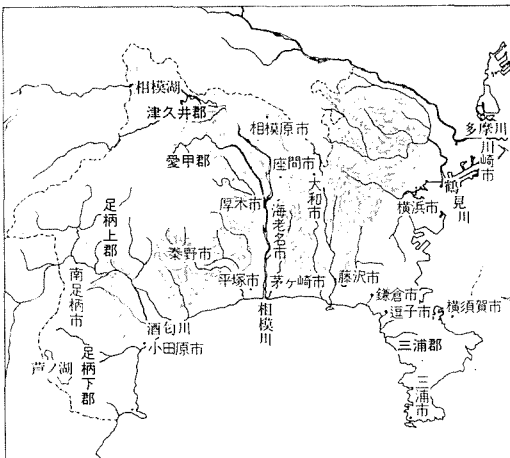 相模湖
津久井郡
相模原市
多摩川
川崎市
愛甲郡
座間市
大和市
鶴見川
横浜市
厚木市
海老名市
足柄上郡
秦野市
南足柄市
平塚市
茅ヶ崎市
藤沢市
鎌倉市
横須賀市
逗子市
酒匂川
相模川
小田原市
三浦郡
芦ノ湖
足柄下郡
三浦市